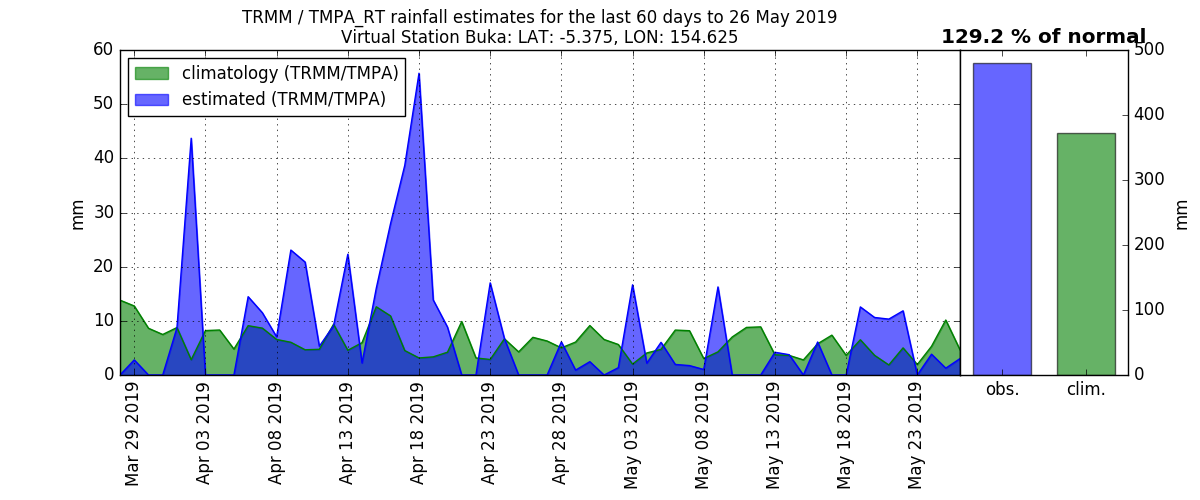 TRMM / TMPA_RT rainfall estimates for the last 60 days to 26 May 2019
Virtual Station Buka: LAT: -5.375, LON: 154.625
129.2 % of normal
climatology (TRMM/TMPA)
estimated (TRMM/TMPA)
60
50
40
30
20
10
0
mm
Mar 29 2019
Apr 03 2019
Apr 08 2019
Apr 13 2019
Apr 18 2019
Apr 23 2019
Apr 28 2019
May 03 2019
May 08 2019
May 13 2019
May 18 2019
May 23 2019
500
400
300
200
100
0
mm
obs.
clim.